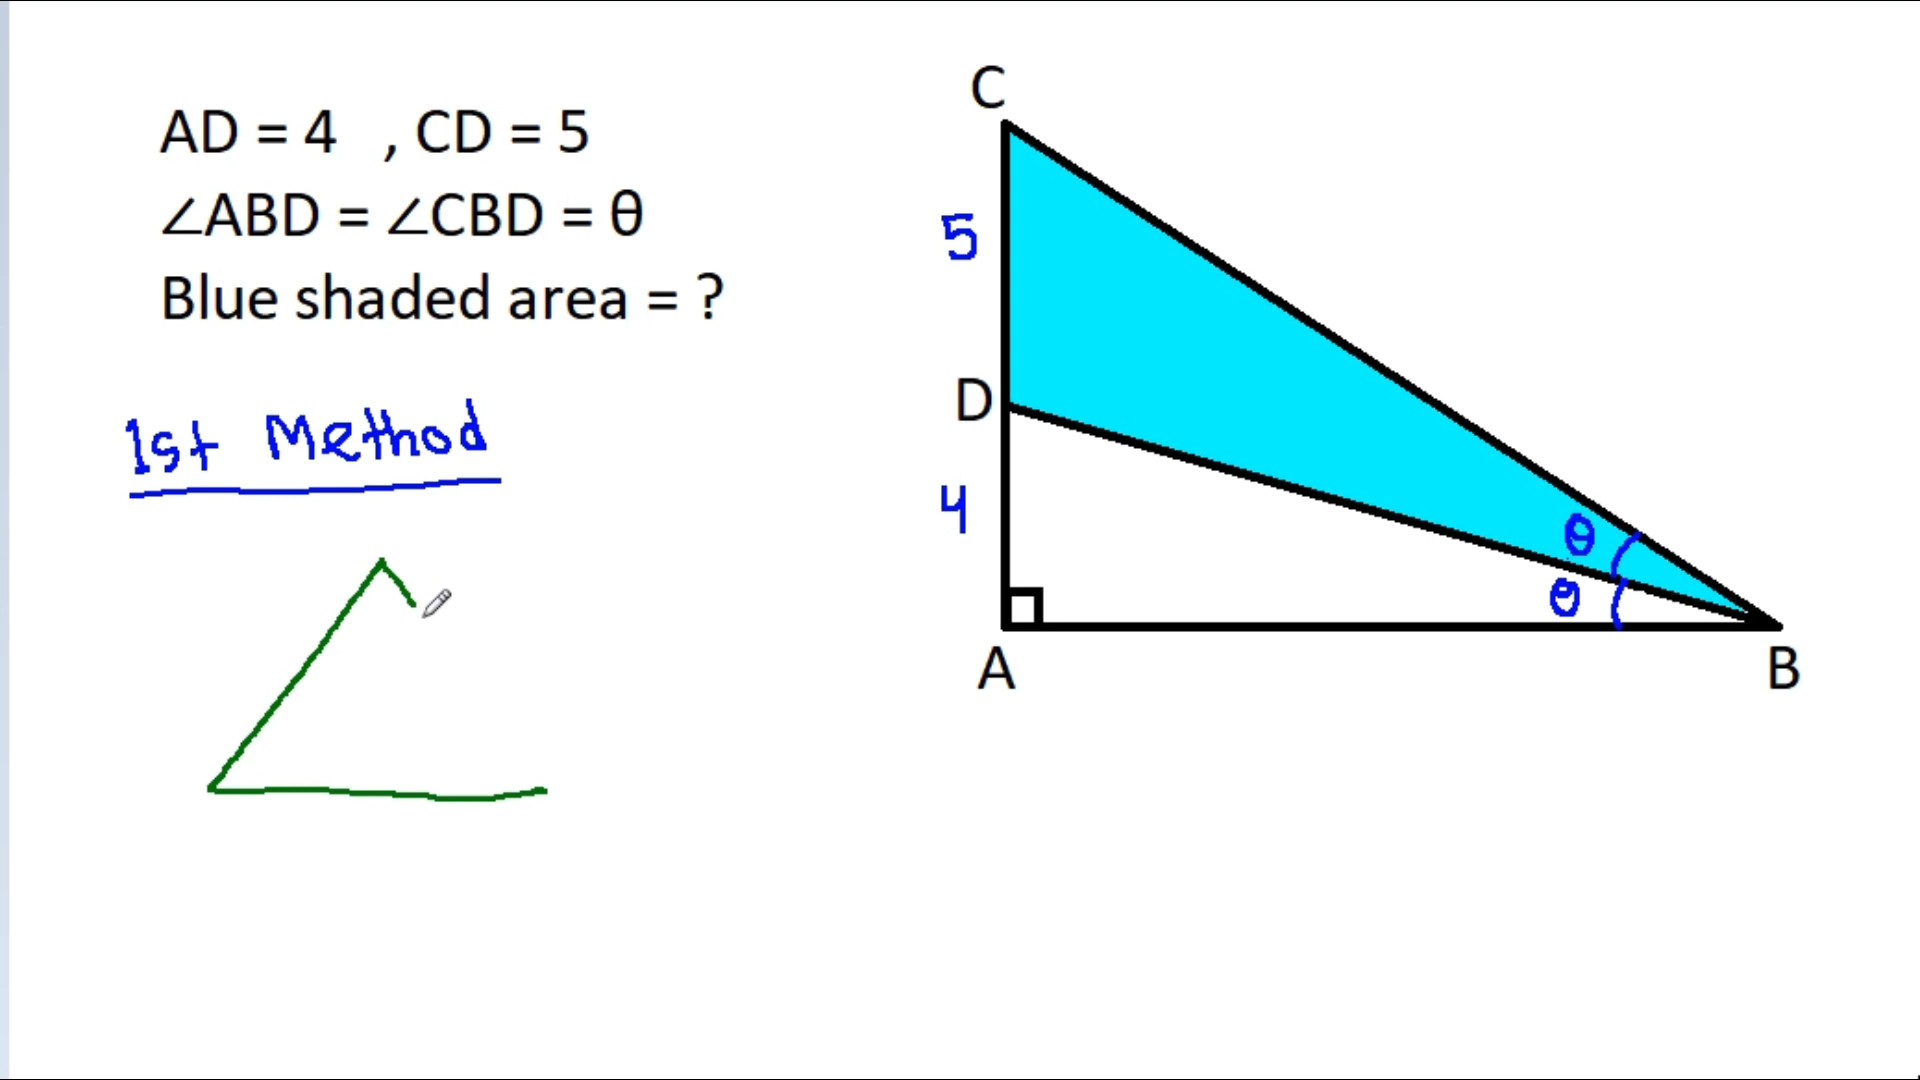 AD = 4 , CD = 5
∠ABD = ∠CBD = θ
Blue shaded area = ?
1st Method
C
5
D
4
θ
θ
A
B